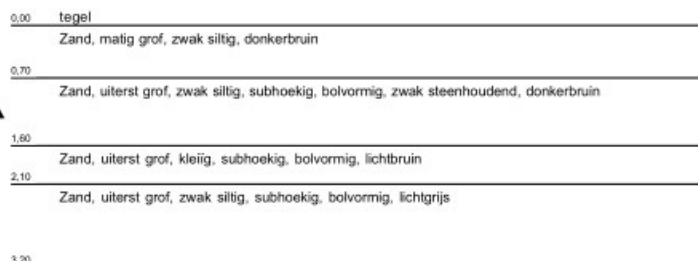 0,00 tegel
Zand, matig grof, zwak siltig, donkerbruin
0,70
Zand, uiterst grof, zwak siltig, subhoekig, bolvormig, zwak steenhoudend, donkerbruin
1,60
Zand, uiterst grof, kleiïg, subhoekig, bolvormig, lichtbruin
2,10
Zand, uiterst grof, zwak siltig, subhoekig, bolvormig, lichtgrijs
3,20